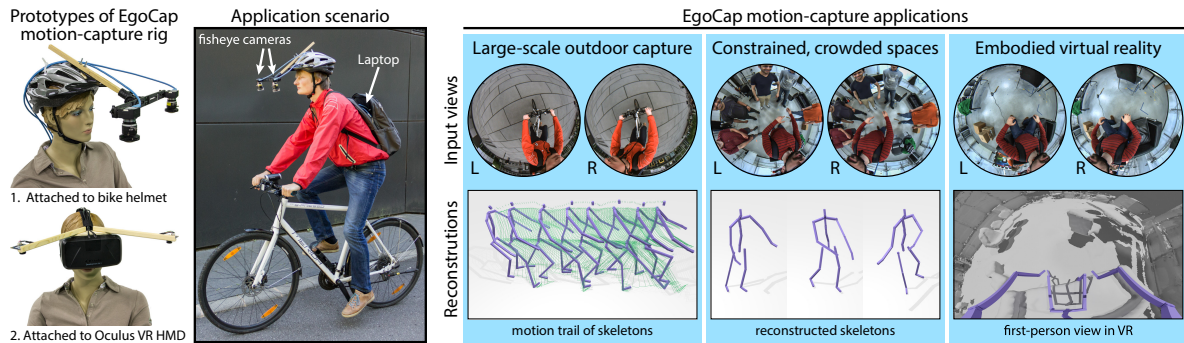 Prototypes of EgoCap
motion-capture rig
1. Attached to bike helmet
2. Attached to Oculus VR HMD
Application scenario
fisheye cameras
Laptop
EgoCap motion-capture applications
Large-scale outdoor capture
Constrained, crowded spaces
Embodied virtual reality
Input views
L
R
L
R
L
R
Reconstrutions
motion trail of skeletons
reconstructed skeletons
first-person view in VR